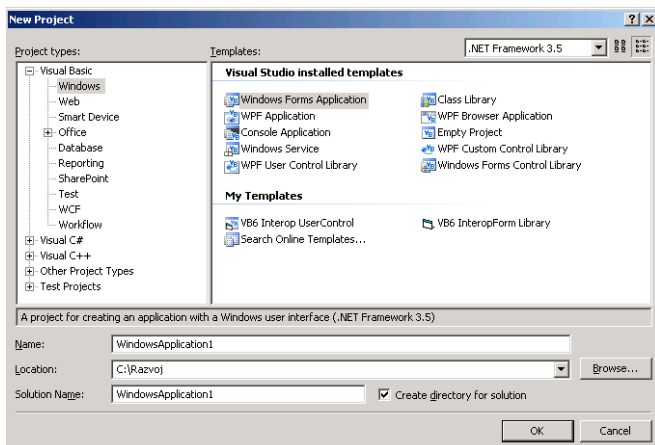 New Project
Project types:
Templates:
.NET Framework 3.5
Visual Basic
Windows
Web
Smart Device
Office
Database
Reporting
SharePoint
Test
WCF
Workflow
Visual C#
Visual C++
Other Project Types
Test Projects
Visual Studio installed templates
Windows Forms Application
Class Library
WPF Application
WPF Browser Application
Console Application
Empty Project
Windows Service
WPF Custom Control Library
WPF User Control Library
Windows Forms Control Library
My Templates
VB6 Interop UserControl
VB6 InteropForm Library
Search Online Templates...
A project for creating an application with a Windows user interface (.NET Framework 3.5)
Name:
WindowsApplication1
Location:
C:\Razvoj
Browse...
Solution Name:
WindowsApplication1
Create directory for solution
OK
Cancel